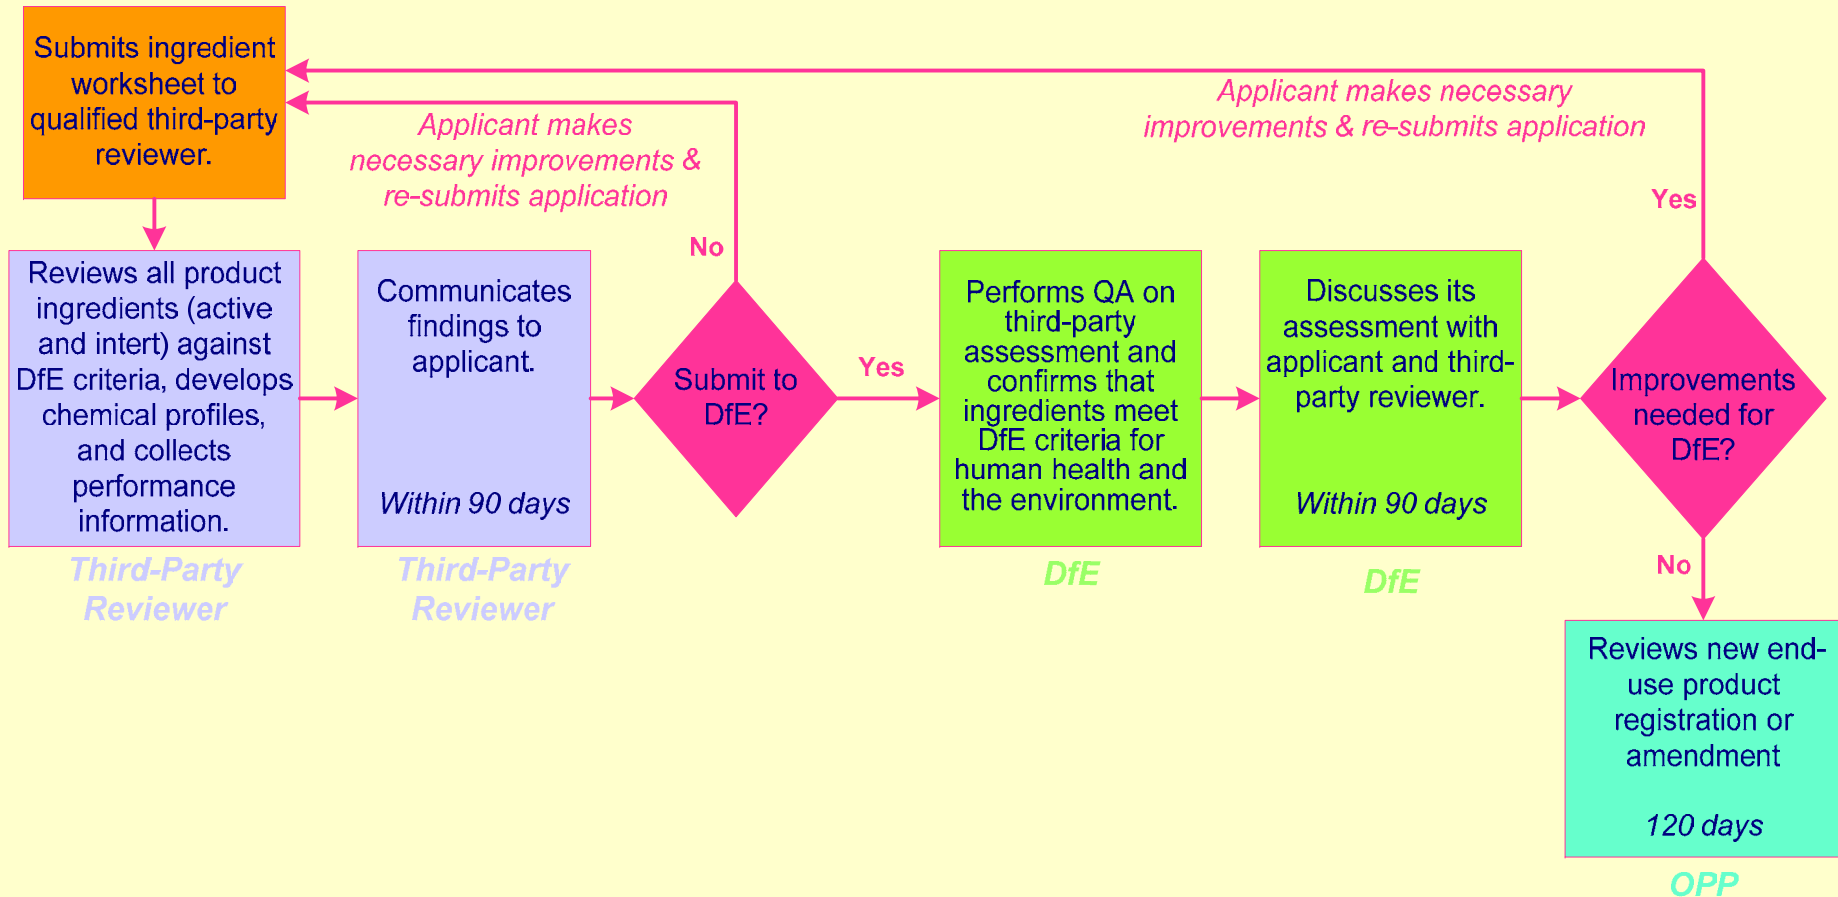 Submits ingredient
worksheet to
qualified third-party
reviewer.
Applicant makes
necessary improvements &
re-submits application
Applicant makes necessary
improvements & re-submits application
Reviews all product
ingredients (active
and intert) against
DfE criteria, develops
chemical profiles,
and collects
performance
information.
Third-Party
Reviewer
Communicates
findings to
applicant.
Within 90 days
Third-Party
Reviewer
No
Submit to
DfE?
Yes
Performs QA on
third-party
assessment and
confirms that
ingredients meet
DfE criteria for
human health and
the environment.
DfE
Discusses its
assessment with
applicant and third-
party reviewer.
Within 90 days
DfE
Yes
Improvements
needed for
DfE?
No
Reviews new end-
use product
registration or
amendment
120 days
OPP